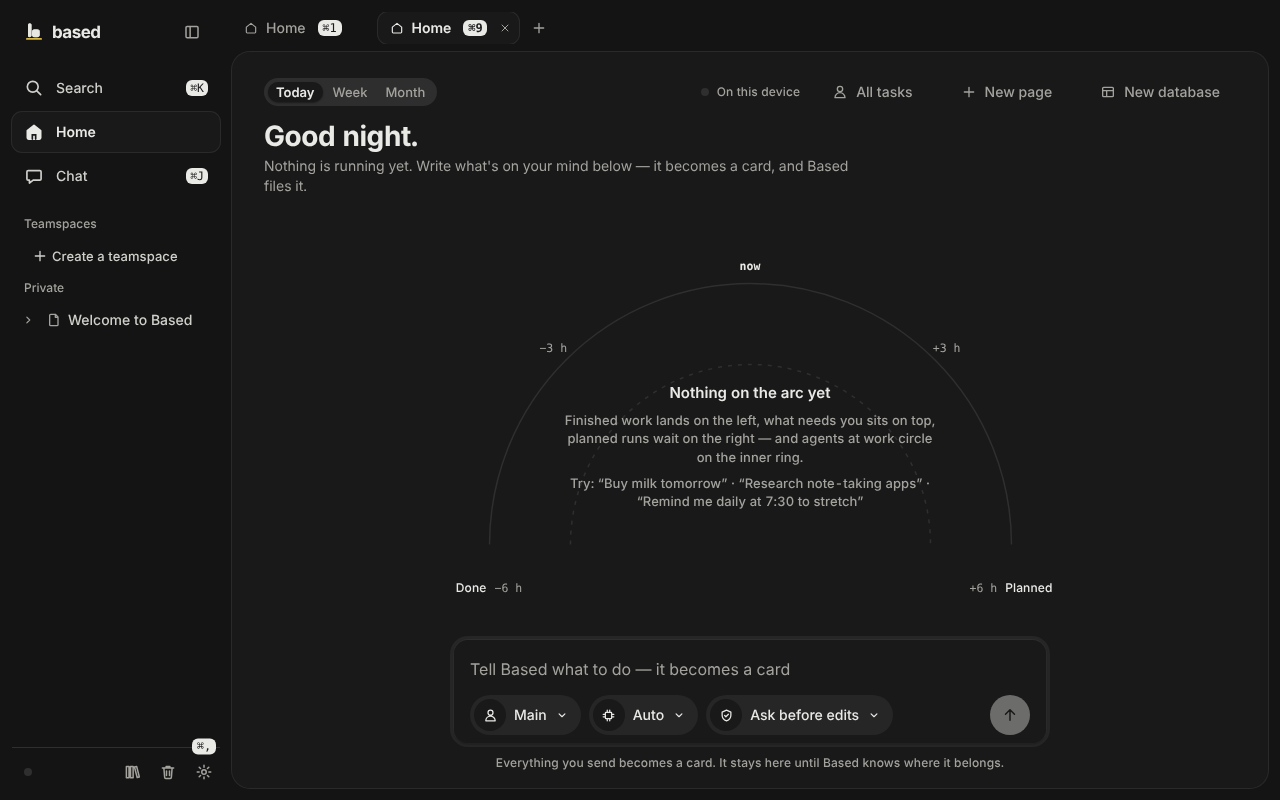 based
Home ⌘1
Home ⌘9
Search ⌘K
Home
Chat ⌘J
Teamspaces
Create a teamspace
Private
Welcome to Based
⌘,
Today Week Month
On this device
All tasks
New page
New database
Good night.
Nothing is running yet. Write what's on your mind below — it becomes a card, and Based
files it.
now
−3 h
+3 h
Nothing on the arc yet
Finished work lands on the left, what needs you sits on top,
planned runs wait on the right — and agents at work circle
on the inner ring.
Try: “Buy milk tomorrow” · “Research note-taking apps” ·
“Remind me daily at 7:30 to stretch”
Done −6 h
+6 h Planned
Tell Based what to do — it becomes a card
Main
Auto
Ask before edits
Everything you send becomes a card. It stays here until Based knows where it belongs.